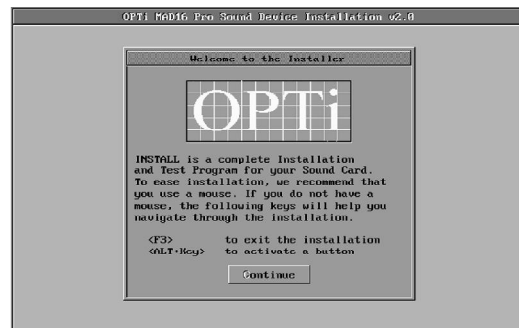 OPTi MAD16 Pro Sound Device Installation v2.0
Welcome to the Installer
OPTi
INSTALL is a complete Installation
and Test Program for your Sound Card.
To ease installation, we recommend that
you use a mouse. If you do not have a
mouse, the following keys will help you
navigate through the installation.
<F3> to exit the installation
<ALT+Key> to activate a button
Continue